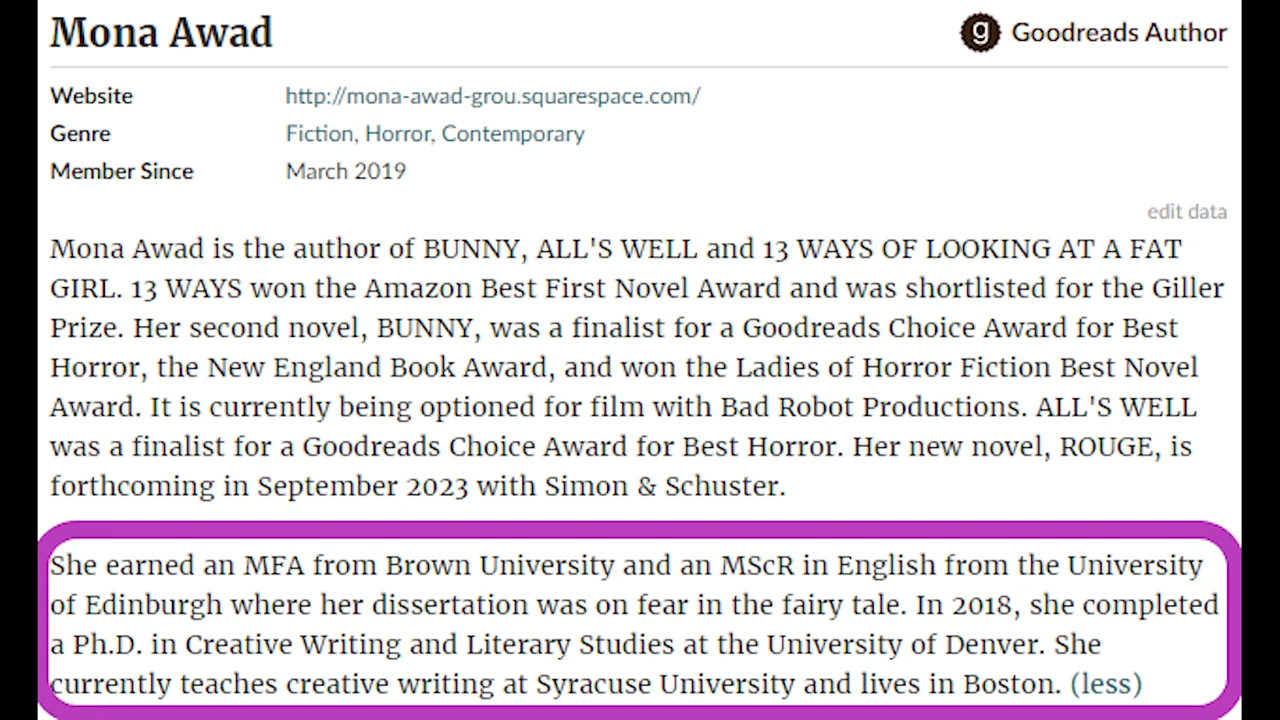 Mona Awad
g Goodreads Author
Website http://mona-awad-grou.squarespace.com/
Genre Fiction, Horror, Contemporary
Member Since March 2019
edit data
Mona Awad is the author of BUNNY, ALL'S WELL and 13 WAYS OF LOOKING AT A FAT
GIRL. 13 WAYS won the Amazon Best First Novel Award and was shortlisted for the Giller
Prize. Her second novel, BUNNY, was a finalist for a Goodreads Choice Award for Best
Horror, the New England Book Award, and won the Ladies of Horror Fiction Best Novel
Award. It is currently being optioned for film with Bad Robot Productions. ALL'S WELL
was a finalist for a Goodreads Choice Award for Best Horror. Her new novel, ROUGE, is
forthcoming in September 2023 with Simon & Schuster.
She earned an MFA from Brown University and an MScR in English from the University
of Edinburgh where her dissertation was on fear in the fairy tale. In 2018, she completed
a Ph.D. in Creative Writing and Literary Studies at the University of Denver. She
currently teaches creative writing at Syracuse University and lives in Boston. (less)